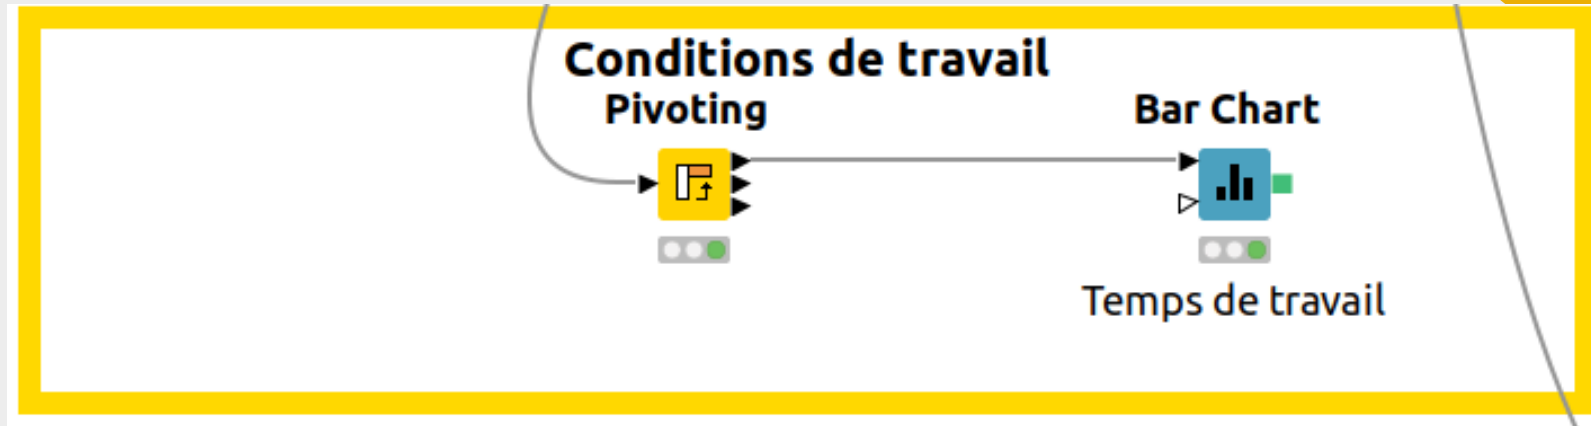 Conditions de travail
Pivoting
Bar Chart
Temps de travail